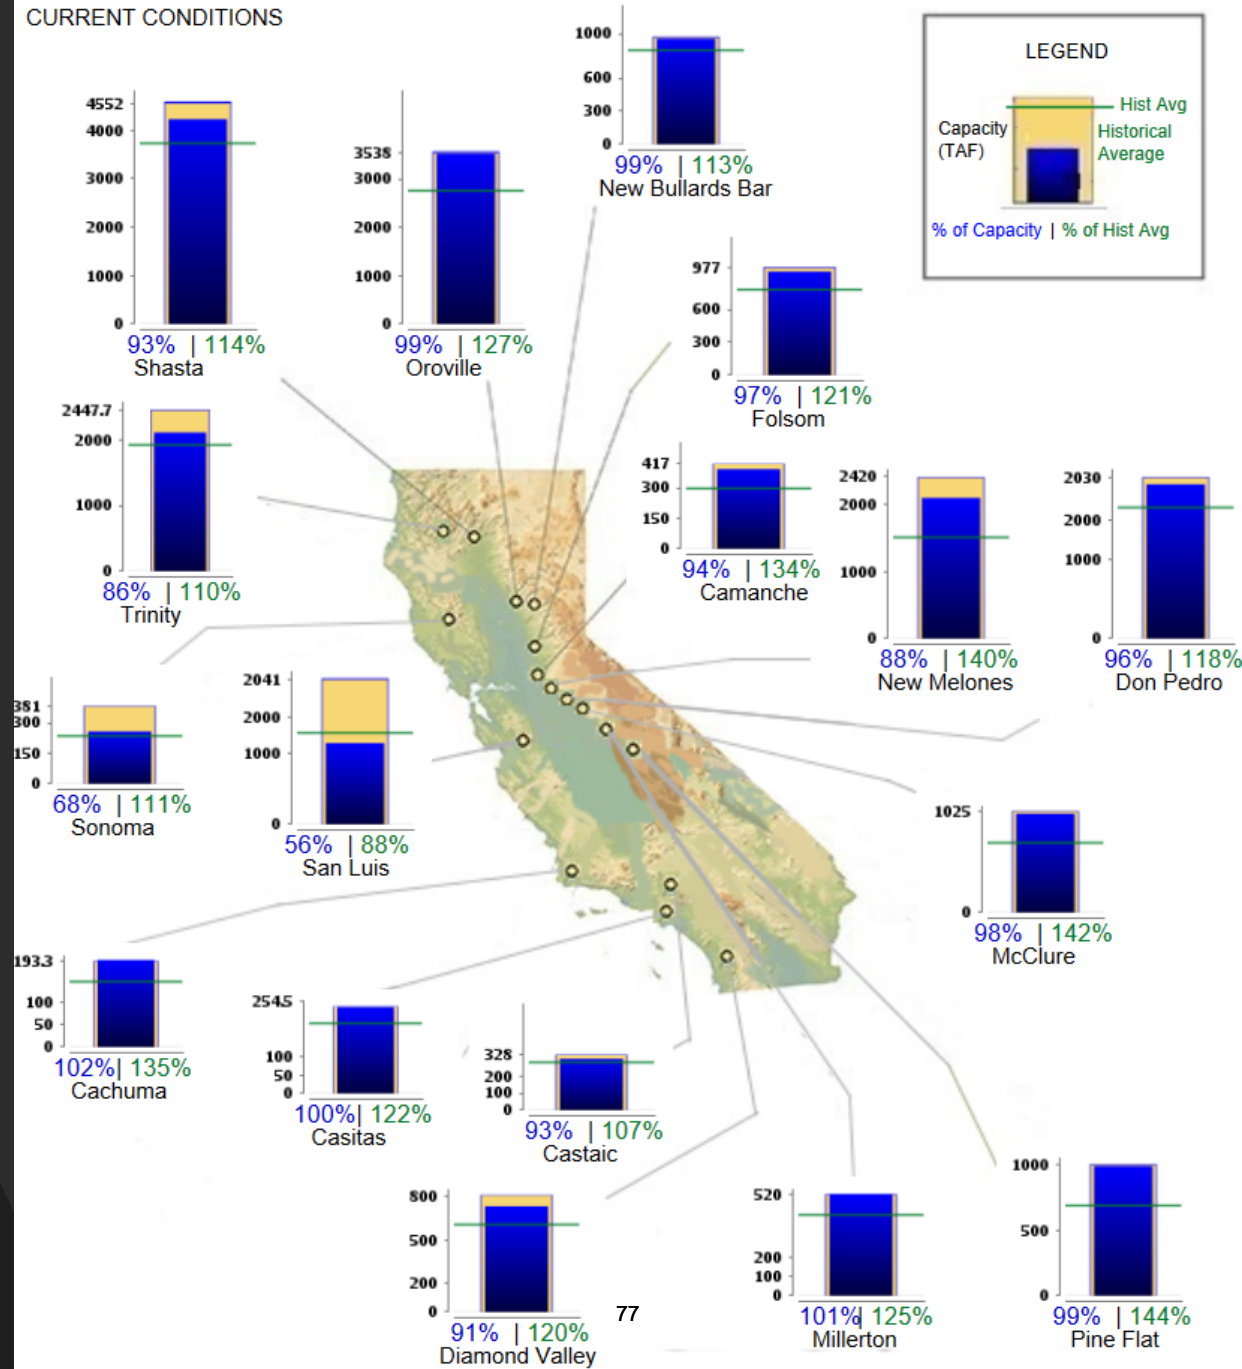 CURRENT CONDITIONS
1000
600
300
0
99% | 113%
New Bullards Bar
LEGEND
Hist Avg
Capacity
(TAF)
Historical
Average
% of Capacity | % of Hist Avg
4552
4000
3000
2000
1000
0
93% | 114%
Shasta
3538
3000
2000
1000
0
99% | 127%
Oroville
977
600
300
0
97% | 121%
Folsom
2447.7
2000
1000
0
86% | 110%
Trinity
417
300
150
0
94% | 134%
Camanche
2420
2000
1000
0
88% | 140%
New Melones
2030
2000
1000
0
96% | 118%
Don Pedro
381
300
150
0
68% | 111%
Sonoma
2041
2000
1000
0
56% | 88%
San Luis
1025
0
98% | 142%
McClure
193.3
100
50
0
102% | 135%
Cachuma
254.5
100
50
0
100% | 122%
Casitas
328
200
100
0
93% | 107%
Castaic
800
500
200
0
91% | 120%
Diamond Valley
77
520
200
100
0
101% | 125%
Millerton
1000
500
0
99% | 144%
Pine Flat